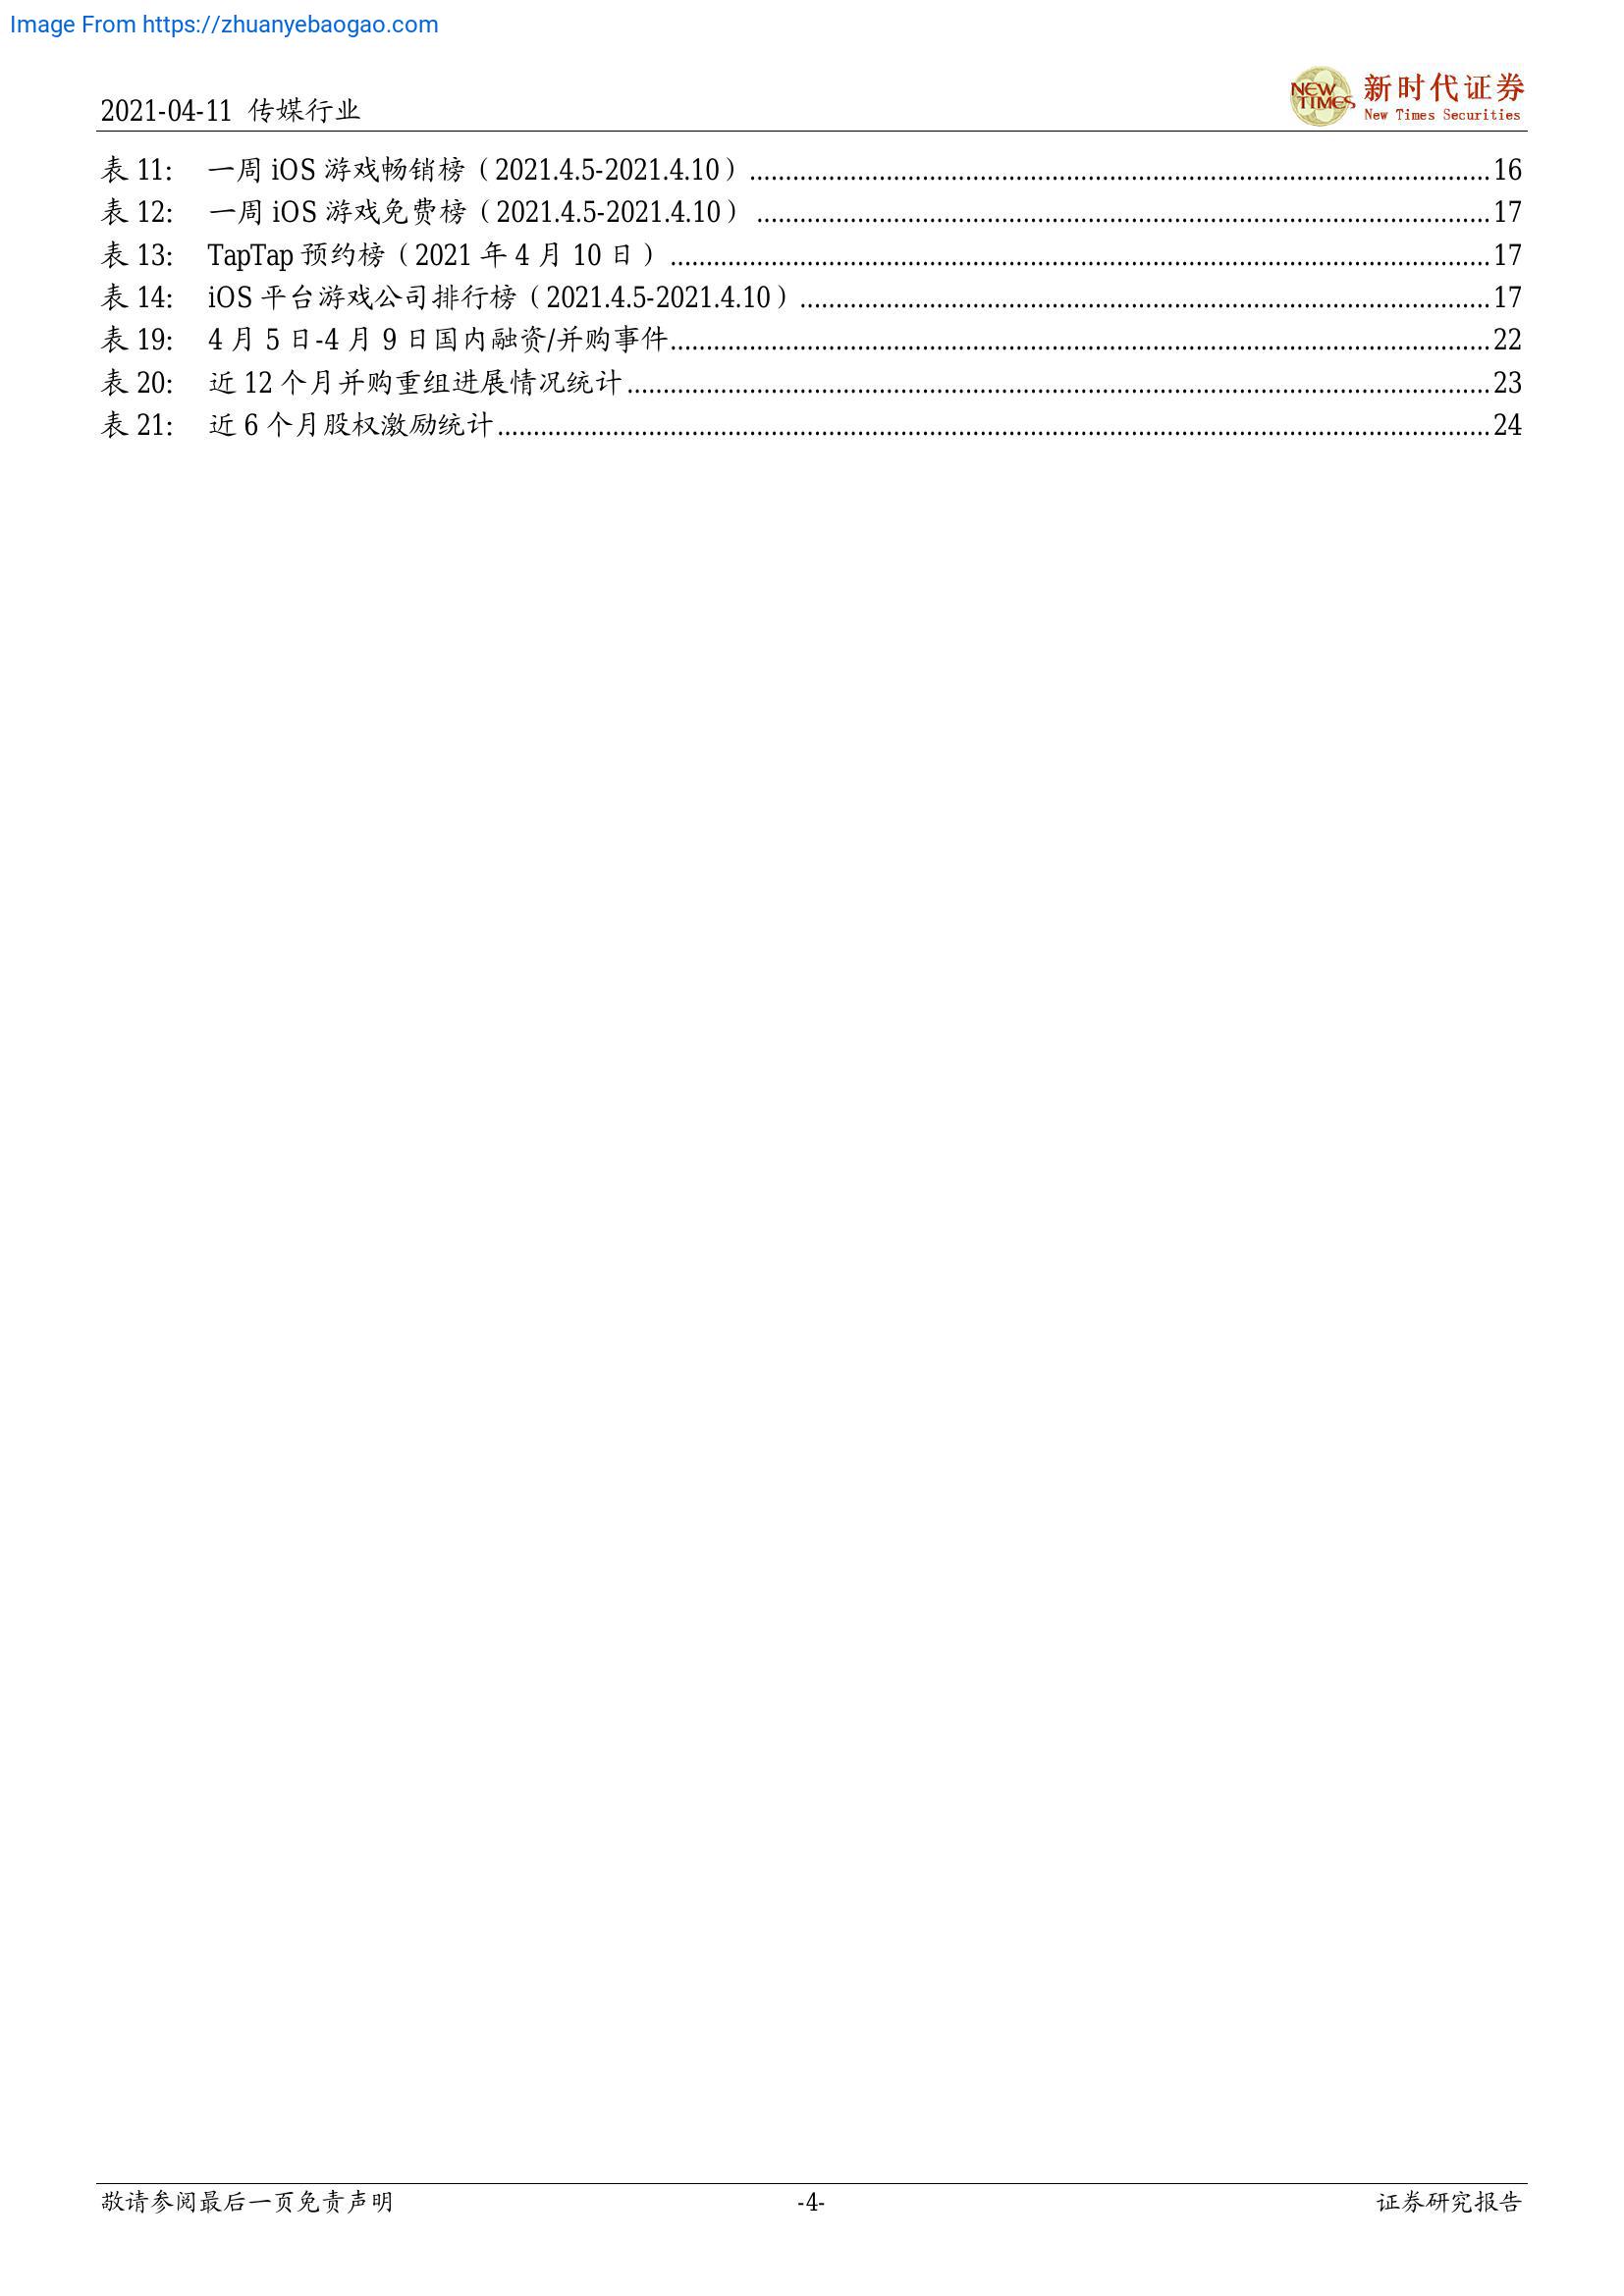 Image From https://zhuanyebaogao.com
2021-04-11 传媒行业
NEW TIMES
新时代证券
New Times Securities
表 11: 一周 iOS 游戏畅销榜（2021.4.5-2021.4.10）........................................16
表 12: 一周 iOS 游戏免费榜（2021.4.5-2021.4.10）........................................17
表 13: TapTap 预约榜（2021 年 4 月 10 日）........................................17
表 14: iOS 平台游戏公司排行榜（2021.4.5-2021.4.10）........................................17
表 19: 4 月 5 日-4 月 9 日国内融资/并购事件........................................22
表 20: 近 12 个月并购重组进展情况统计........................................23
表 21: 近 6 个月股权激励统计........................................24
敬请参阅最后一页免责声明 -4- 证券研究报告